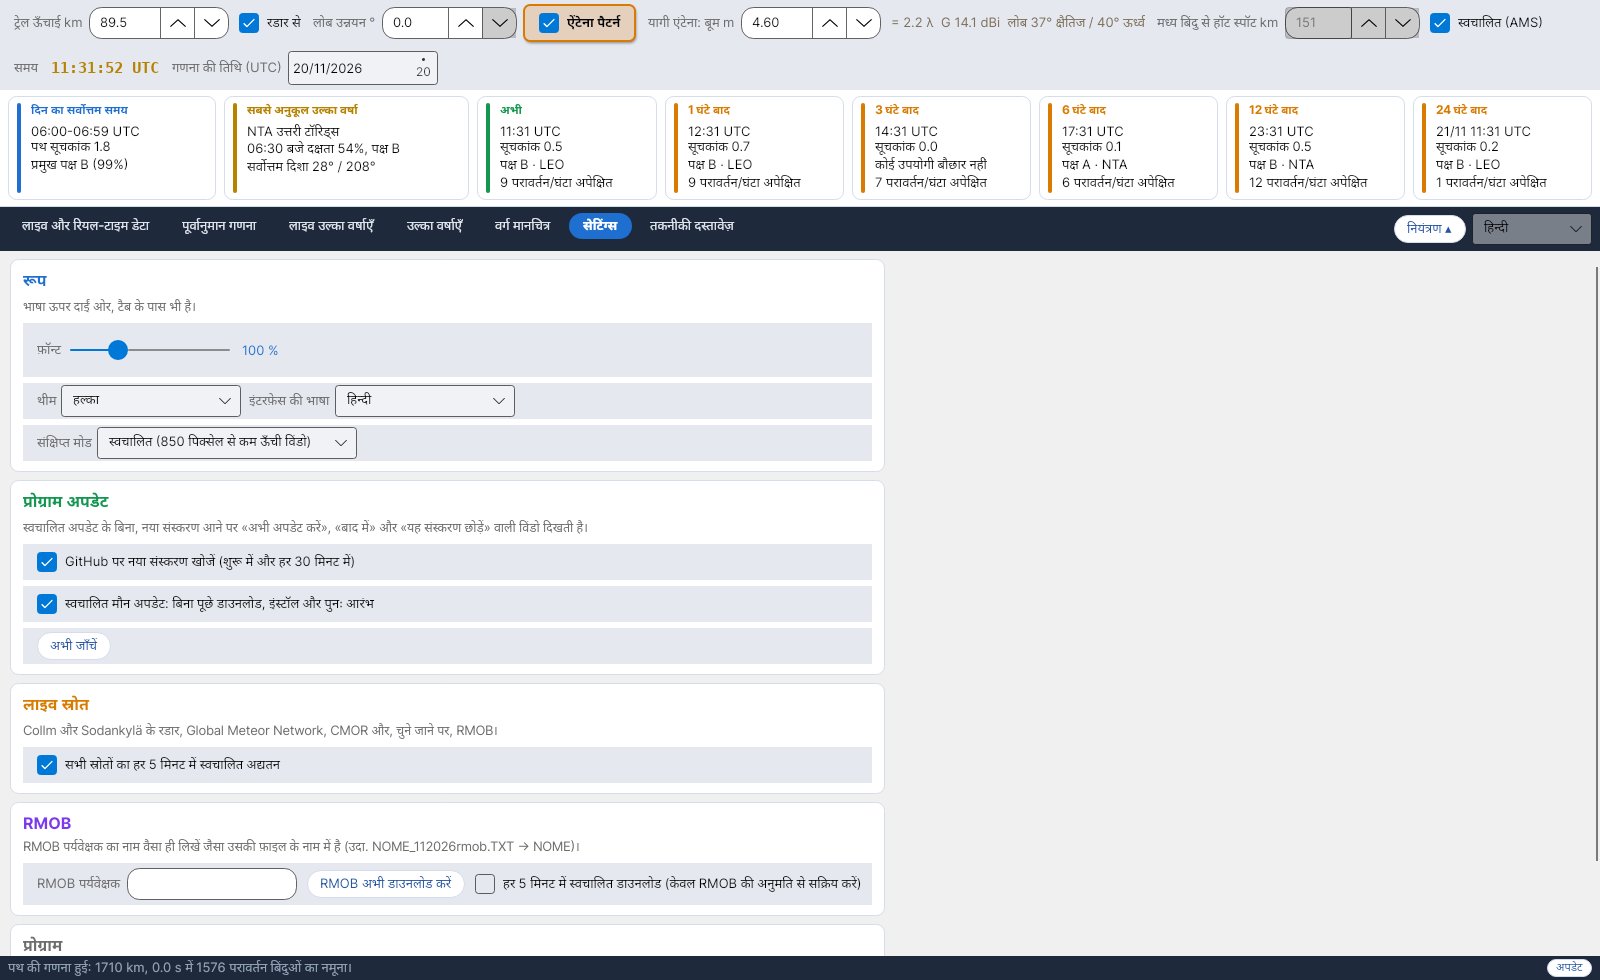 ट्रेल ऊँचाई km 89.5 रडार से लोब उन्नयन ° 0.0 ऐंटेना पैटर्न यागी एंटेना: बूम m 4.60 = 2.2 λ G 14.1 dBi लोब 37° क्षैतिज / 40° ऊर्ध्व मध्य बिंदु से हॉट स्पॉट km 151 स्वचालित (AMS)
समय 11:31:52 UTC गणना की तिथि (UTC) 20/11/2026 20
दिन का सर्वोत्तम समय
06:00-06:59 UTC
पथ सूचकांक 1.8
प्रमुख पक्ष B (99%)
सबसे अनुकूल उल्का वर्षा
NTA उत्तरी टॉरिड्स
06:30 बजे दक्षता 54%, पक्ष B
सर्वोत्तम दिशा 28° / 208°
अभी
11:31 UTC
सूचकांक 0.5
पक्ष B · LEO
9 परावर्तन/घंटा अपेक्षित
1 घंटे बाद
12:31 UTC
सूचकांक 0.7
पक्ष B · LEO
9 परावर्तन/घंटा अपेक्षित
3 घंटे बाद
14:31 UTC
सूचकांक 0.0
कोई उपयोगी बौछार नहीं
7 परावर्तन/घंटा अपेक्षित
6 घंटे बाद
17:31 UTC
सूचकांक 0.1
पक्ष A · NTA
6 परावर्तन/घंटा अपेक्षित
12 घंटे बाद
23:31 UTC
सूचकांक 0.5
पक्ष B · NTA
12 परावर्तन/घंटा अपेक्षित
24 घंटे बाद
21/11 11:31 UTC
सूचकांक 0.2
पक्ष B · LEO
1 परावर्तन/घंटा अपेक्षित
लाइव और रियल-टाइम डेटा पूर्वानुमान गणना लाइव उल्का वर्षाएँ उल्का वर्षाएँ वर्ग मानचित्र सेटिंग्स तकनीकी दस्तावेज़ नियंत्रण ▴ हिन्दी
रूप
भाषा ऊपर दाईं ओर, टैब के पास भी है।
फ़ॉन्ट 100 %
थीम हल्का इंटरफ़ेस की भाषा हिन्दी
संक्षिप्त मोड स्वचालित (850 पिक्सेल से कम ऊँची विंडो)
प्रोग्राम अपडेट
स्वचालित अपडेट के बिना, नया संस्करण आने पर «अभी अपडेट करें», «बाद में» और «यह संस्करण छोड़ें» वाली विंडो दिखती है।
GitHub पर नया संस्करण खोजें (शुरू में और हर 30 मिनट में)
स्वचालित मौन अपडेट: बिना पूछे डाउनलोड, इंस्टॉल और पुनः आरंभ
अभी जाँचें
लाइव स्रोत
Collm और Sodankylä के रडार, Global Meteor Network, CMOR और, चुने जाने पर, RMOB।
सभी स्रोतों का हर 5 मिनट में स्वचालित अद्यतन
RMOB
RMOB पर्यवेक्षक का नाम वैसा ही लिखें जैसा उसकी फ़ाइल के नाम में है (उदा. NOME_112026rmob.TXT → NOME)।
RMOB पर्यवेक्षक RMOB अभी डाउनलोड करें हर 5 मिनट में स्वचालित डाउनलोड (केवल RMOB की अनुमति से सक्रिय करें)
प्रोग्राम
पथ की गणना हुई: 1710 km, 0.0 s में 1576 परावर्तन बिंदुओं का नमूना। अपडेट